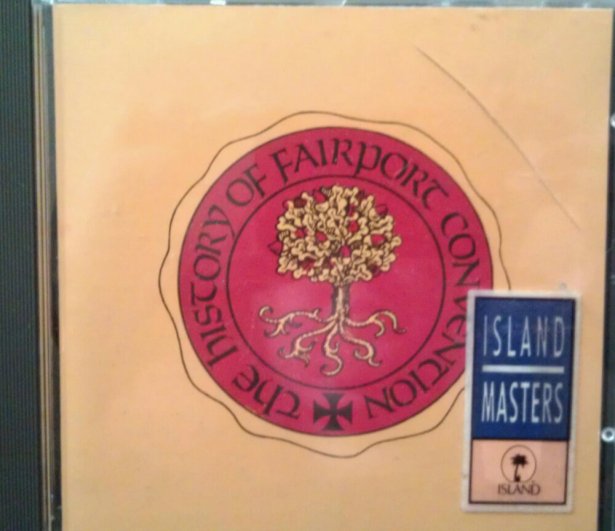 the hISTORY OF FAIRPORT CONVENTION
ISLAND
MASTERS
ISLAND